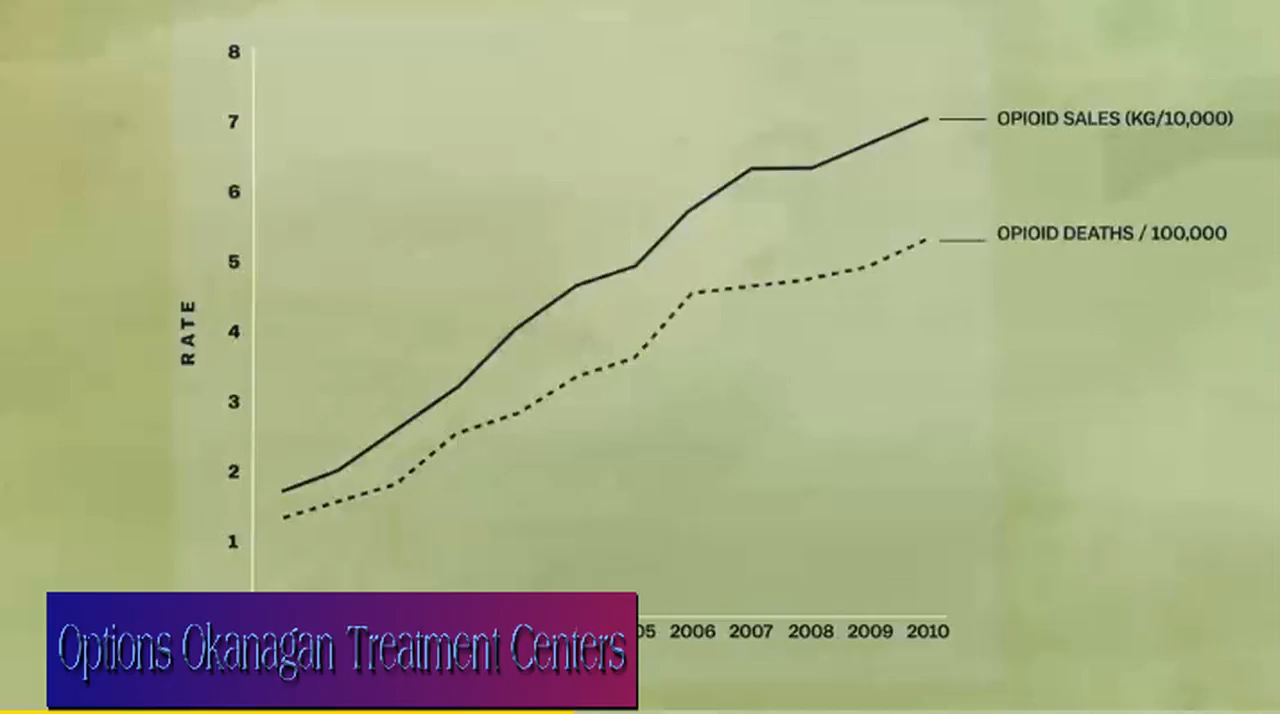 8
7
6
5
4
3
2
1
RATE
OPIOID SALES (KG/10,000)
OPIOID DEATHS / 100,000
05 2006 2007 2008 2009 2010
Options Okanagan Treatment Centers